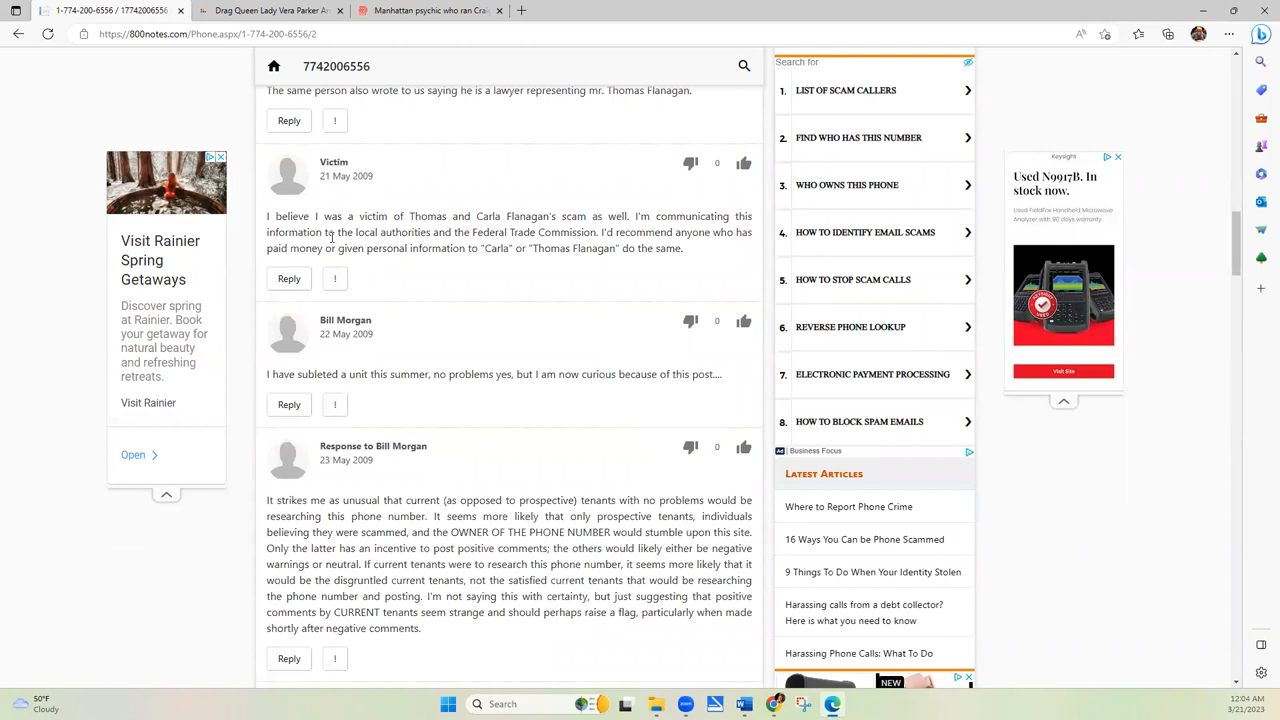 1-774-200-6556 / 17742006556
Drag Queen Lady Vera Parker Ar
Manhattan psychic who ran Craig
https://800notes.com/Phone.aspx/1-774-200-6556/2
7742006556
The same person also wrote to us saying he is a lawyer representing mr. Thomas Flanagan.
Reply
!
Victim
0
21 May 2009
I believe I was victim of Thomas and Carla Flanagan's scam as well. I'm communicating this
information to the local authorities and the Federal Trade Commission. I'd recommend anyone who has
paid money or given personal information to "Carla" or "Thomas Flanagan" do the same.
Reply
!
Bill Morgan
0
22 May 2009
I have subleted a unit this summer, no problems yes, but I am now curious because of this post....
Reply
!
Response to Bill Morgan
0
23 May 2009
It strikes me as unusual that current (as opposed to prospective) tenants with no problems would be
researching this phone number. It seems more likely that only prospective tenants, individuals
believing they were scammed, and the OWNER OF THE PHONE NUMBER would stumble upon this site.
Only the latter has an incentive to post positive comments; the others would likely either be negative
warnings or neutral. If current tenants were to research this phone number, it seems more likely that it
would be the disgruntled current tenants, not the satisfied current tenants that would be researching
the phone number and posting. I'm not saying this with certainty, but just suggesting that positive
comments by CURRENT tenants seem strange and should perhaps raise a flag, particularly when made
shortly after negative comments.
Reply
!
Visit Rainier
Spring
Getaways
Discover spring
at Rainier. Book
your getaway for
natural beauty
and refreshing
retreats.
Visit Rainier
Open
Search for
1. LIST OF SCAM CALLERS
2. FIND WHO HAS THIS NUMBER
3. WHO OWNS THIS PHONE
4. HOW TO IDENTIFY EMAIL SCAMS
5. HOW TO STOP SCAM CALLS
6. REVERSE PHONE LOOKUP
7. ELECTRONIC PAYMENT PROCESSING
8. HOW TO BLOCK SPAM EMAILS
Ad | Business Focus
LATEST ARTICLES
Where to Report Phone Crime
16 Ways You Can be Phone Scammed
9 Things To Do When Your Identity Stolen
Harassing calls from a debt collector?
Here is what you need to know
Harassing Phone Calls: What To Do
NEW
Keysight
Used N9917B. In
stock now.
Used FieldFox Handheld Microwave
Analyzer with 90 days warranty.
Visit Site
50°F
Cloudy
Search
12:04 AM
3/21/2023